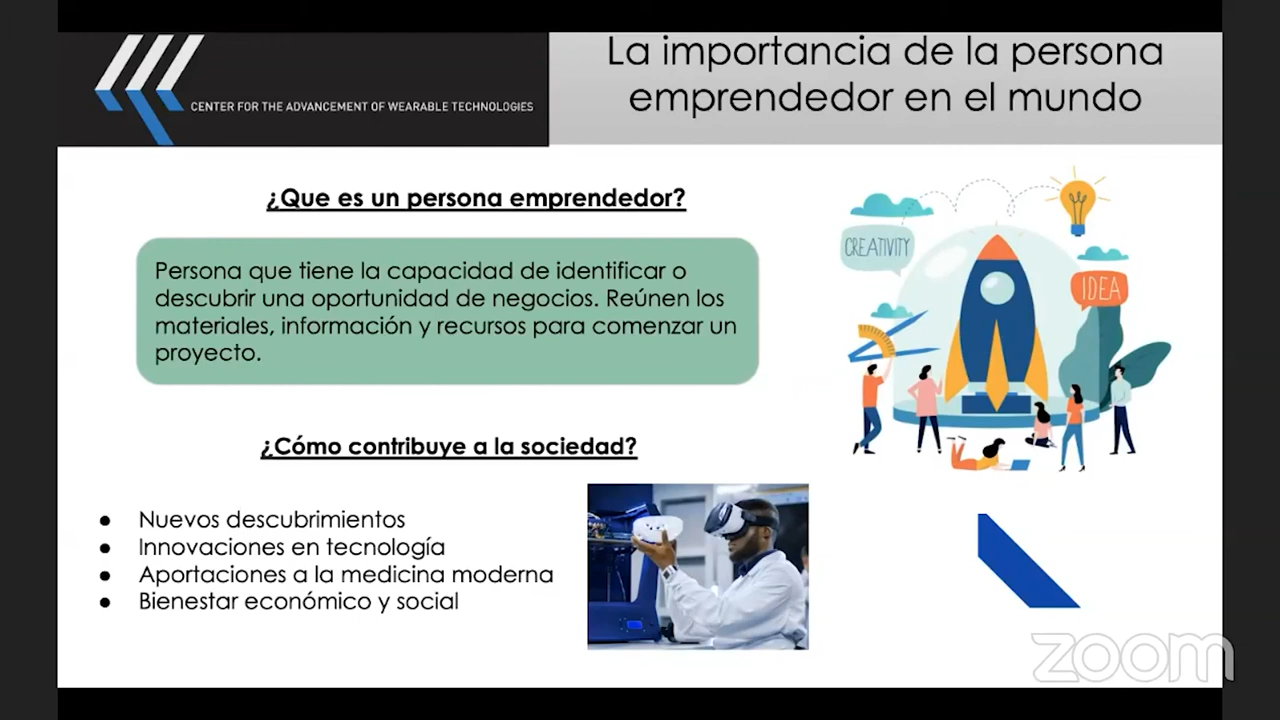 CENTER FOR THE ADVANCEMENT OF WEARABLE TECHNOLOGIES
La importancia de la persona
emprendedor en el mundo
¿Que es un persona emprendedor?
Persona que tiene la capacidad de identificar o
descubrir una oportunidad de negocios. Reúnen los
materiales, información y recursos para comenzar un
proyecto.
CREATIVITY
IDEA
¿Cómo contribuye a la sociedad?
● Nuevos descubrimientos
● Innovaciones en tecnología
● Aportaciones a la medicina moderna
● Bienestar económico y social
zoom